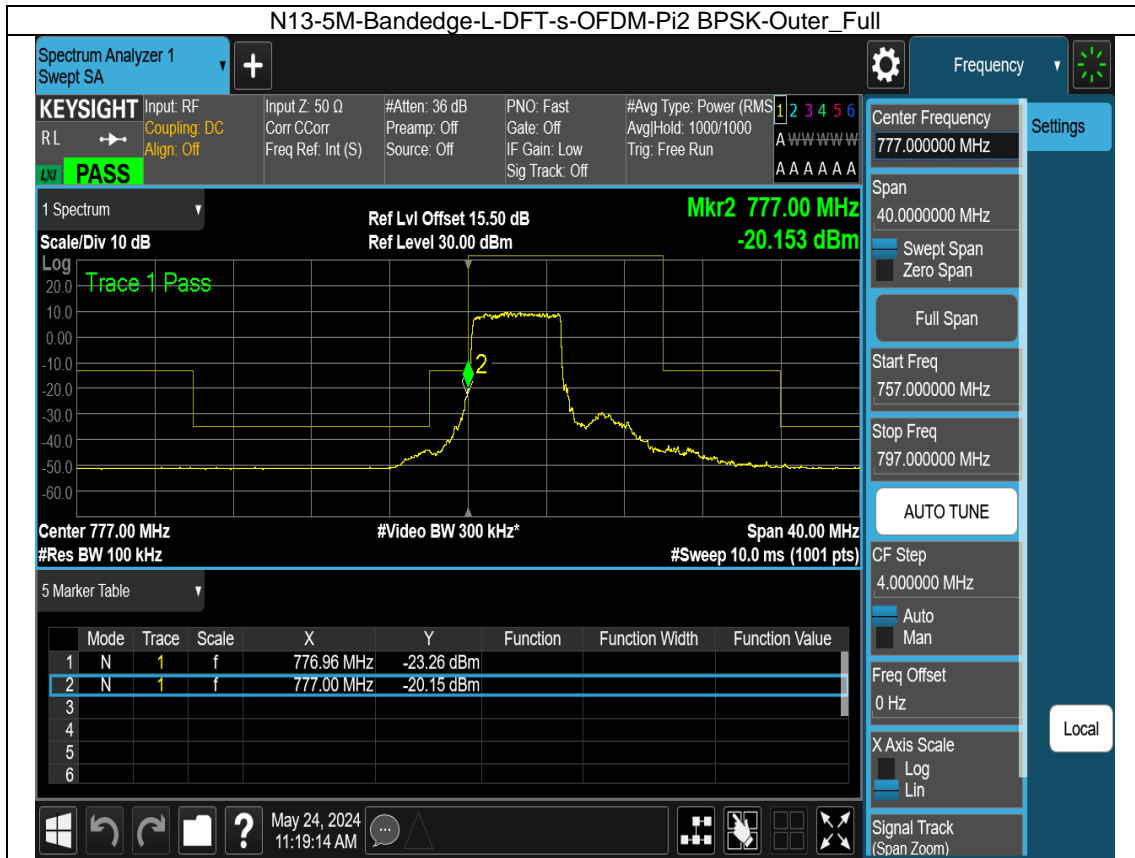 N13-5M-Bandedge-L-DFT-s-OFDM-Pi2 BPSK-Outer_Full
Spectrum Analyzer 1
Swept SA
Frequency
KEYSIGHT
RL
LXI PASS
Input: RF
Coupling: DC
Align: Off
Input Z: 50 Ω
Corr CCorr
Freq Ref: Int (S)
#Atten: 36 dB
Preamp: Off
Source: Off
PNO: Fast
Gate: Off
IF Gain: Low
Sig Track: Off
#Avg Type: Power (RMS
Avg|Hold: 1000/1000
Trig: Free Run
1 2 3 4 5 6
A W W W W W
A A A A A A
1 Spectrum
Scale/Div 10 dB
Ref Lvl Offset 15.50 dB
Ref Level 30.00 dBm
Mkr2 777.00 MHz
-20.153 dBm
Log
Trace 1 Pass
20.0
10.0
0.00
-10.0
-20.0
-30.0
-40.0
-50.0
-60.0
2
Center 777.00 MHz
#Video BW 300 kHz*
Span 40.00 MHz
#Res BW 100 kHz
#Sweep 10.0 ms (1001 pts)
5 Marker Table
Mode Trace Scale X Y Function Function Width Function Value
1 N 1 f 776.96 MHz -23.26 dBm
2 N 1 f 777.00 MHz -20.15 dBm
3
4
5
6
May 24, 2024
11:19:14 AM
Center Frequency
777.000000 MHz
Settings
Span
40.0000000 MHz
Swept Span
Zero Span
Full Span
Start Freq
757.000000 MHz
Stop Freq
797.000000 MHz
AUTO TUNE
CF Step
4.000000 MHz
Auto
Man
Freq Offset
0 Hz
Local
X Axis Scale
Log
Lin
Signal Track
(Span Zoom)